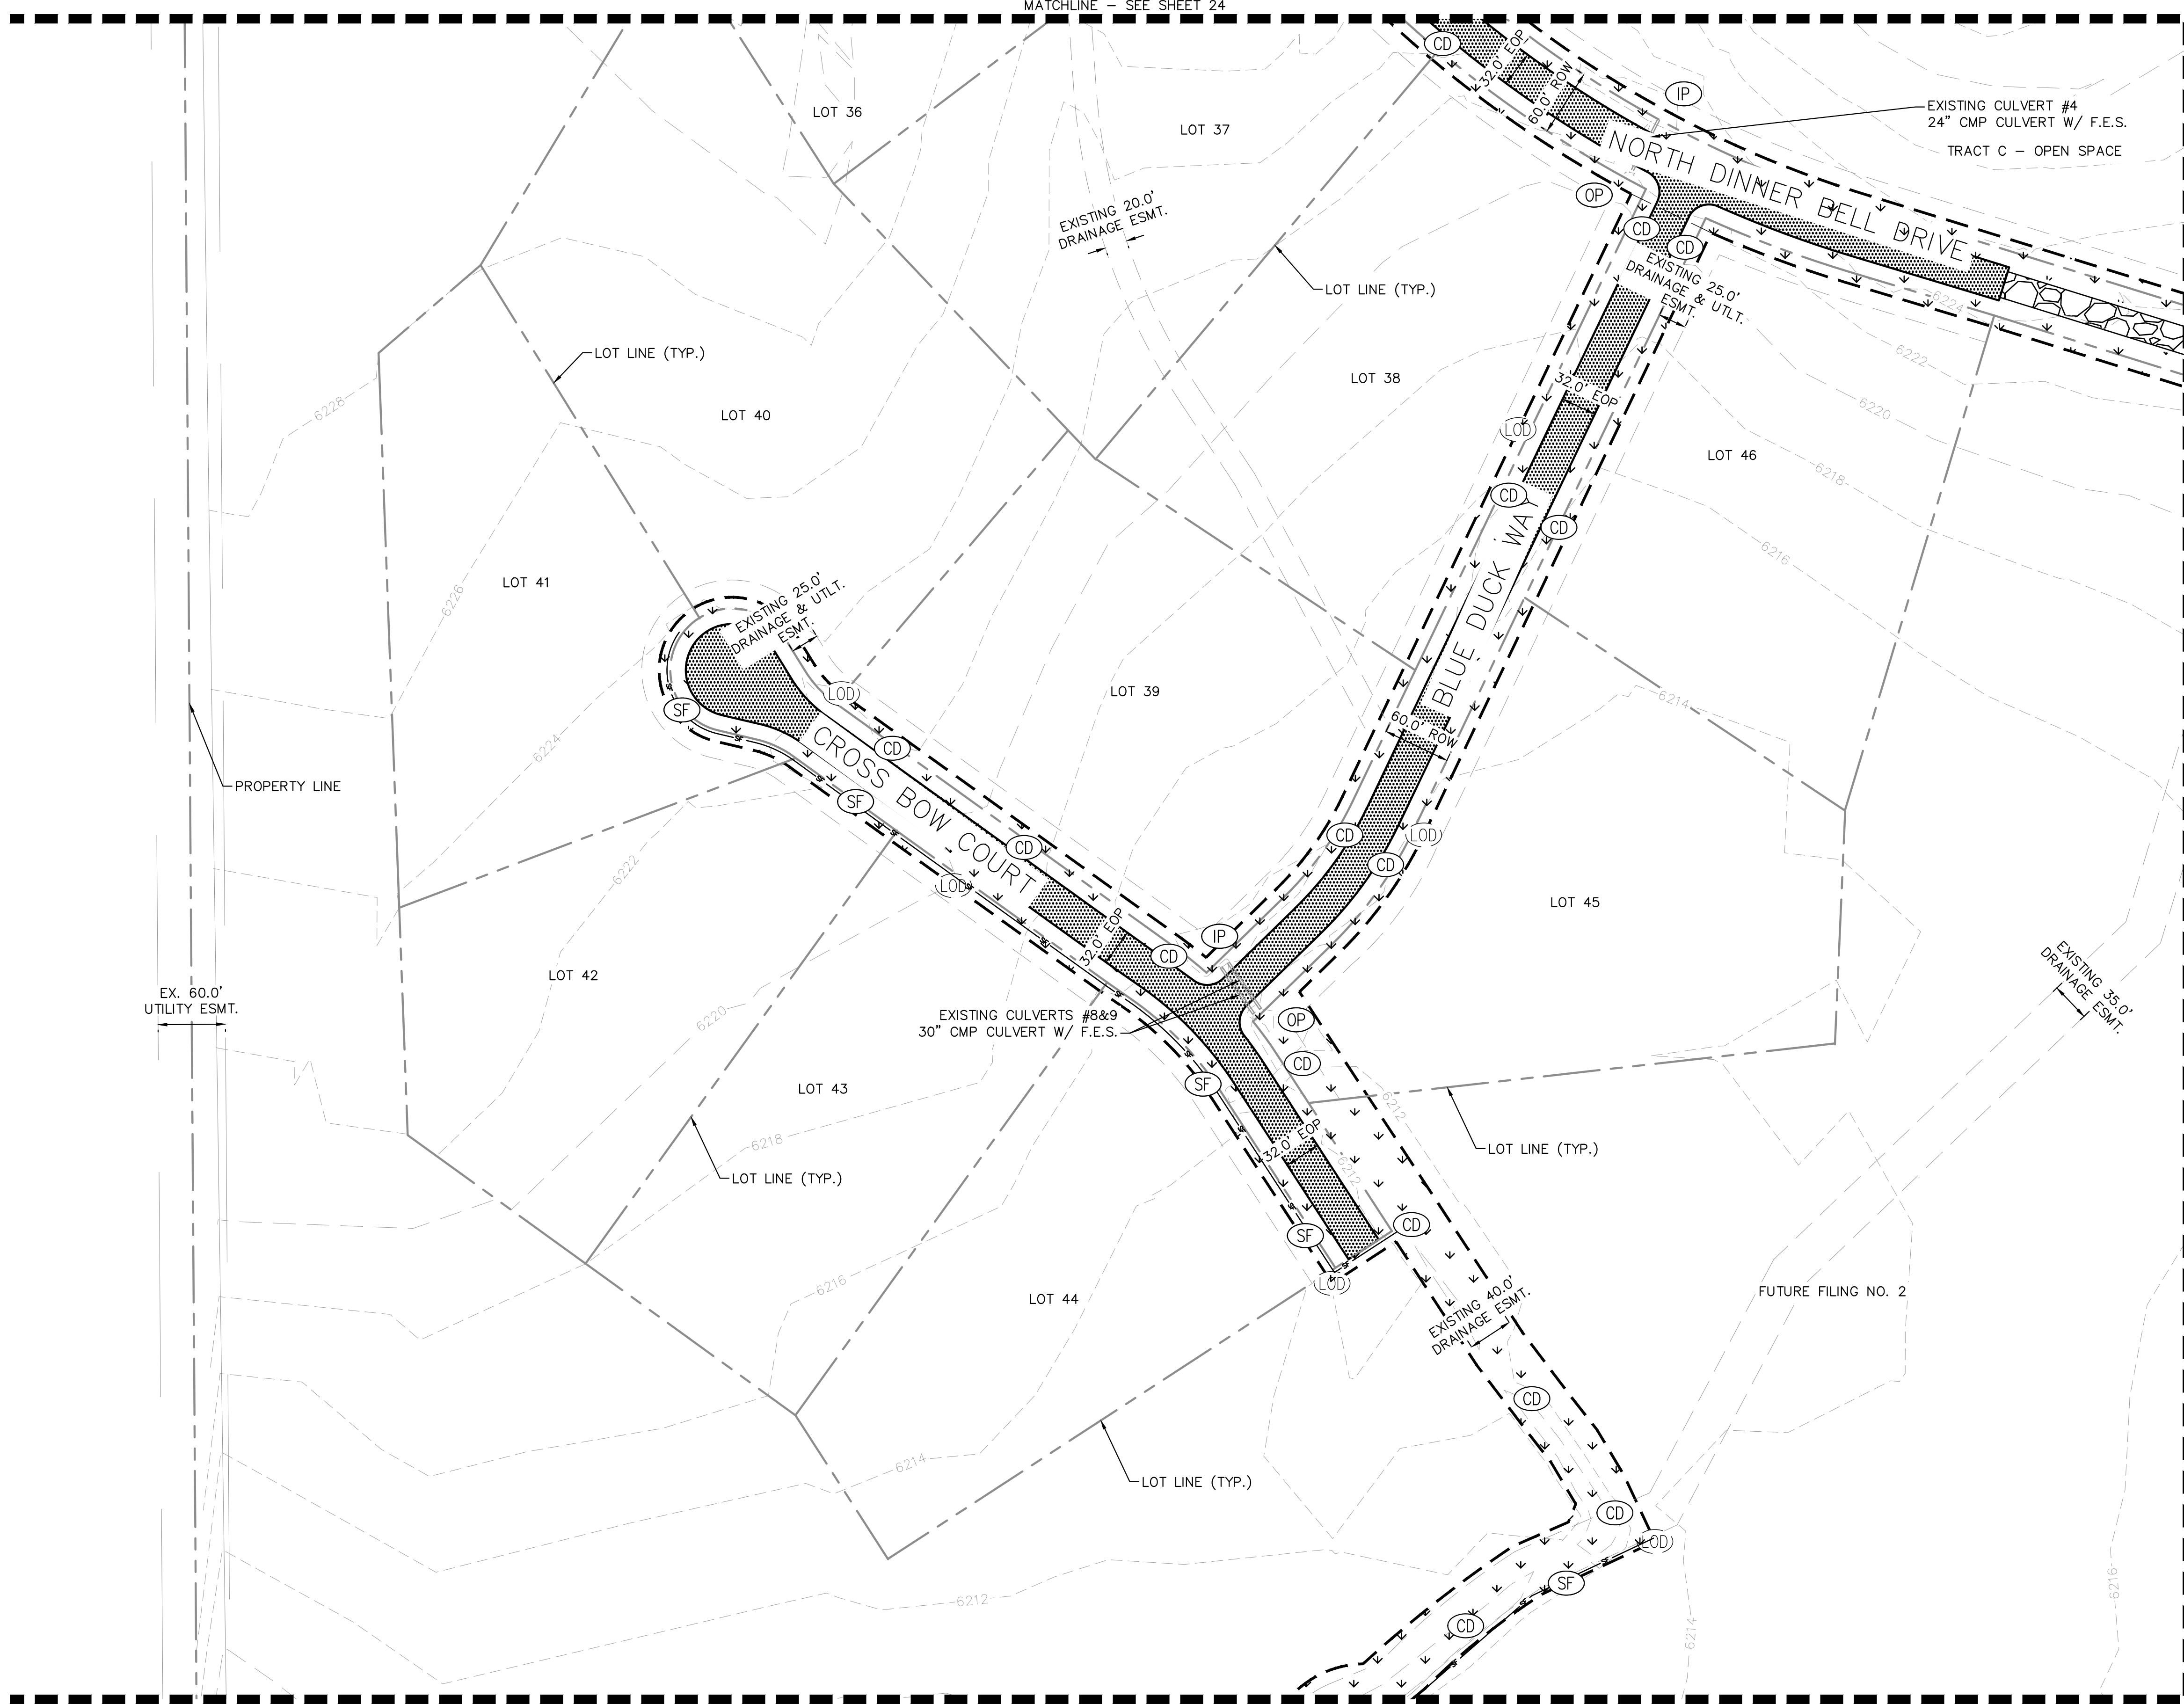 MATCHLINE – SEE SHEET 24
CD
32.0' EOP
60.0' ROW
IP
EXISTING CULVERT #4
24" CMP CULVERT W/ F.E.S.
TRACT C – OPEN SPACE
LOT 36
LOT 37
NORTH DINNER BELL DRIVE
OP
CD
CD
EXISTING 20.0'
DRAINAGE ESMT.
EXISTING 25.0'
DRAINAGE & UTLT.
ESMT.
LOT LINE (TYP.)
6224
6222
LOT LINE (TYP.)
LOT 38
32.0' EOP
6220
6228
LOT 40
LOD
LOT 46
6218
CD
CD
6216
LOT 41
6226
EXISTING 25.0'
DRAINAGE & UTLT.
ESMT.
BLUE DUCK WAY
LOD
LOT 39
6214
SF
60.0' ROW
6224
CD
CROSS BOW COURT
PROPERTY LINE
SF
CD
CD
LOD
CD
6222
LOD
LOT 45
32.0' EOP
IP
CD
LOT 42
EXISTING 35.0'
DRAINAGE ESMT.
EX. 60.0'
UTILITY ESMT.
6220
EXISTING CULVERTS #8&9
30" CMP CULVERT W/ F.E.S.
OP
CD
SF
LOT 43
6212
6218
32.0' EOP
LOT LINE (TYP.)
6212
LOT LINE (TYP.)
CD
SF
LOD
6216
LOT 44
FUTURE FILING NO. 2
EXISTING 40.0'
DRAINAGE ESMT.
CD
6214
LOT LINE (TYP.)
CD
LOD
SF
6216
6212
CD
6214